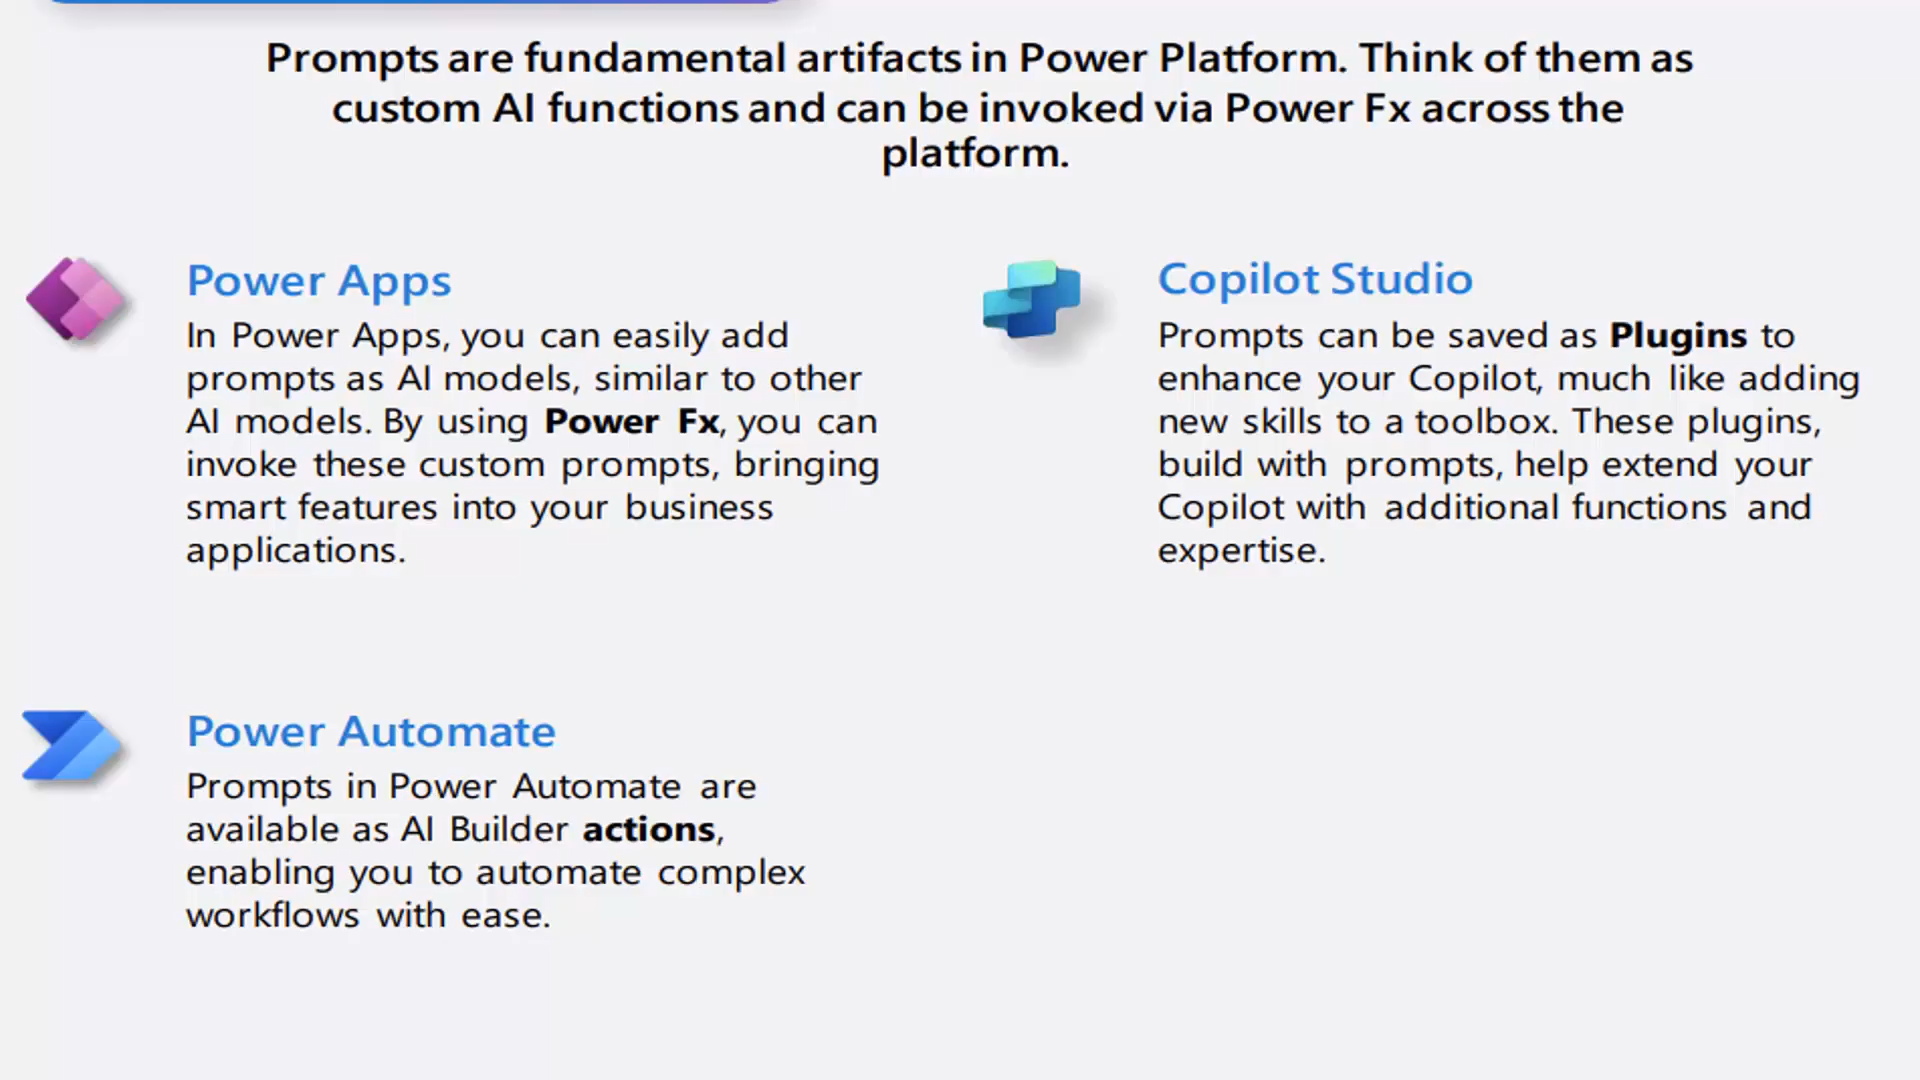 Prompts are fundamental artifacts in Power Platform. Think of them as
custom AI functions and can be invoked via Power Fx across the
platform.
Power Apps
In Power Apps, you can easily add
prompts as AI models, similar to other
AI models. By using Power Fx, you can
invoke these custom prompts, bringing
smart features into your business
applications.
Copilot Studio
Prompts can be saved as Plugins to
enhance your Copilot, much like adding
new skills to a toolbox. These plugins,
build with prompts, help extend your
Copilot with additional functions and
expertise.
Power Automate
Prompts in Power Automate are
available as AI Builder actions,
enabling you to automate complex
workflows with ease.